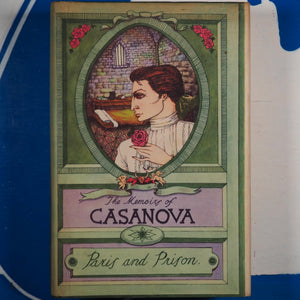 The Memoirs of
CASANOVA
Paris and Prison.